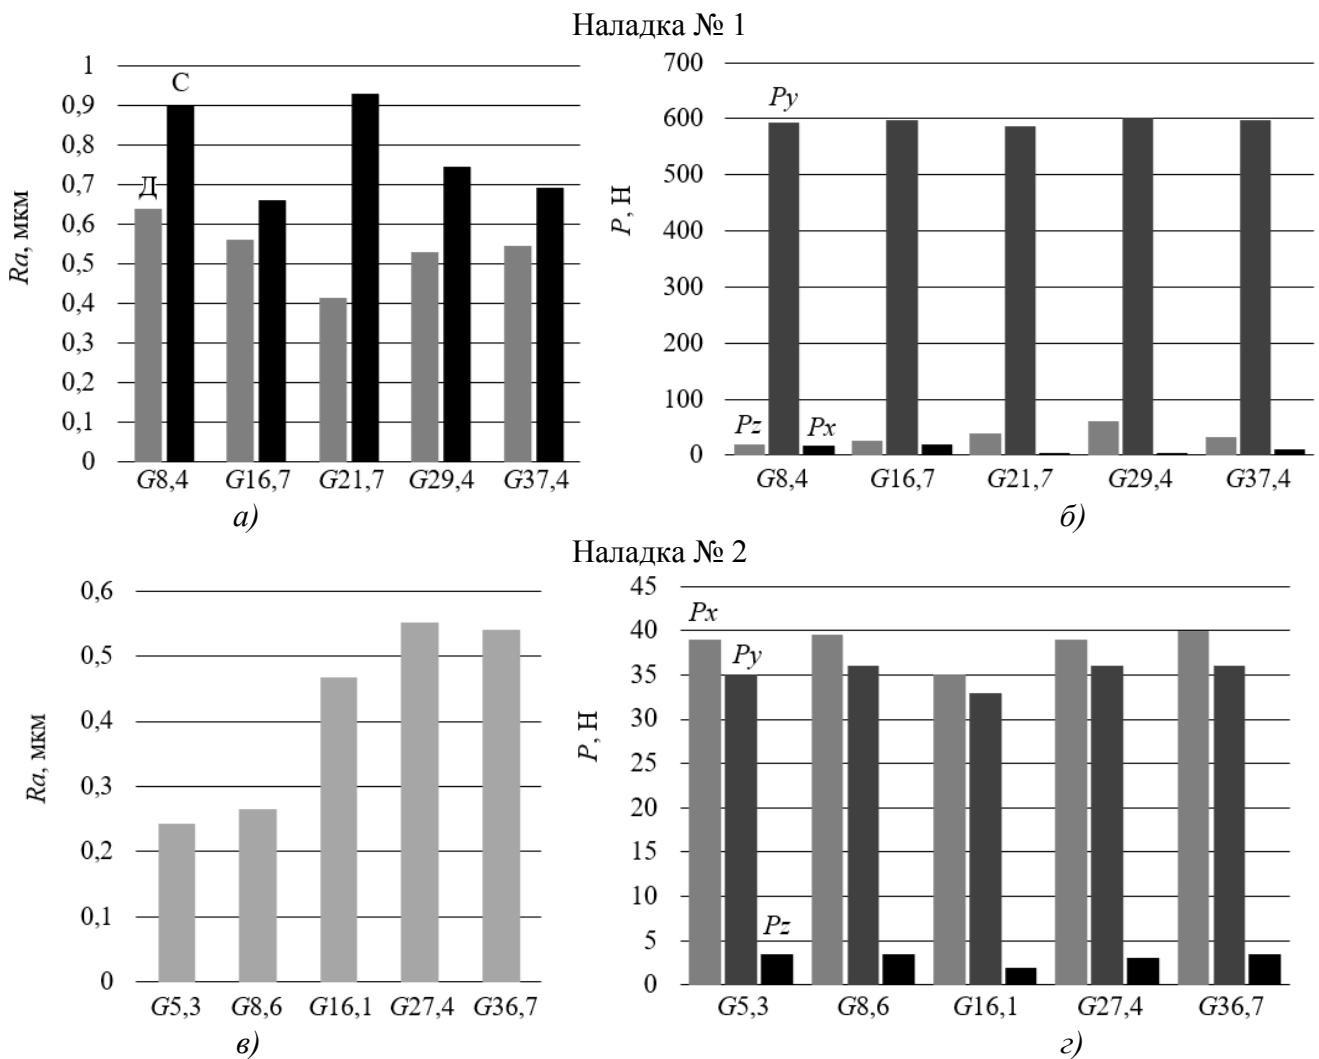 Наладка № 1
1
0,9
0,8
0,7
0,6
0,5
0,4
0,3
0,2
0,1
0
Ra, мкм
С
Д
G8,4 G16,7 G21,7 G29,4 G37,4
а)
700
600
500
400
300
200
100
0
P, Н
Py
Pz Px
G8,4 G16,7 G21,7 G29,4 G37,4
б)
Наладка № 2
0,6
0,5
0,4
0,3
0,2
0,1
0
Ra, мкм
G5,3 G8,6 G16,1 G27,4 G36,7
в)
45
40
35
30
25
20
15
10
5
0
P, Н
Px
Py
Pz
G5,3 G8,6 G16,1 G27,4 G36,7
г)